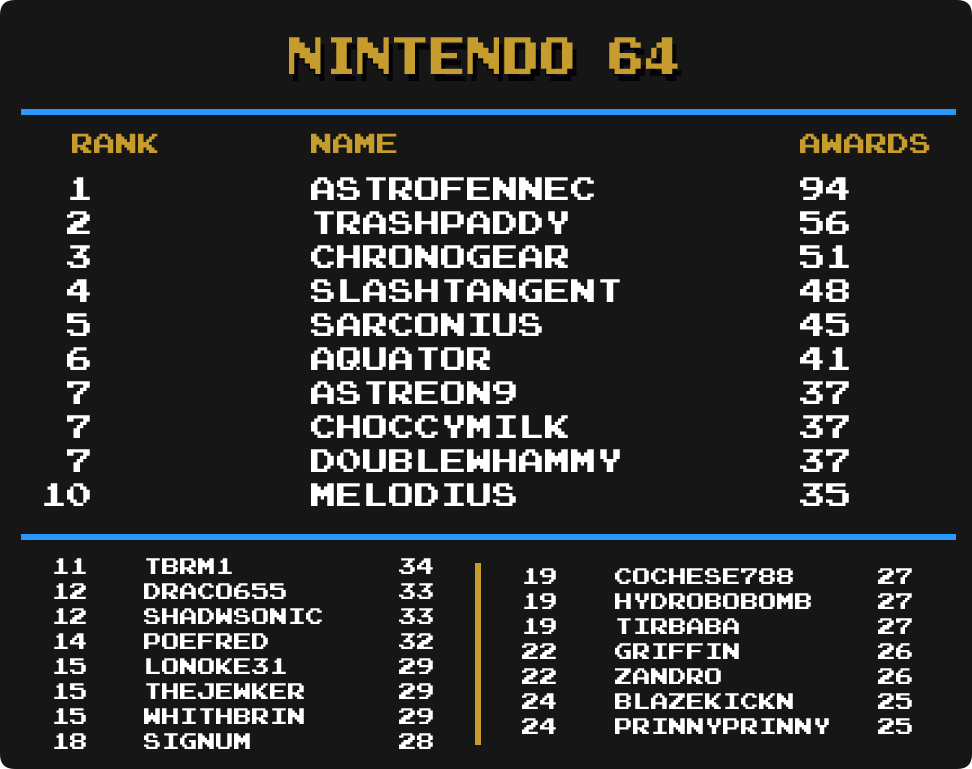 NINTENDO 64
RANK NAME AWARDS
1 ASTROFENNEC 94
2 TRASHPADDY 56
3 CHRONOGEAR 51
4 SLASHTANGENT 48
5 SARCONIUS 45
6 AQUATOR 41
7 ASTREON9 37
7 CHOCCYMILK 37
7 DOUBLEWHAMMY 37
10 MELODIUS 35
11 TBRM1 34
12 DRACO655 33
12 SHADWSONIC 33
14 POEFRED 32
15 LONOKE31 29
15 THEJEWKER 29
15 WHITHBRIN 29
18 SIGNUM 28
19 COCHESE788 27
19 HYDROBOBOMB 27
19 TIRBABA 27
22 GRIFFIN 26
22 ZANDRO 26
24 BLAZEKICKN 25
24 PRINNYPRINNY 25